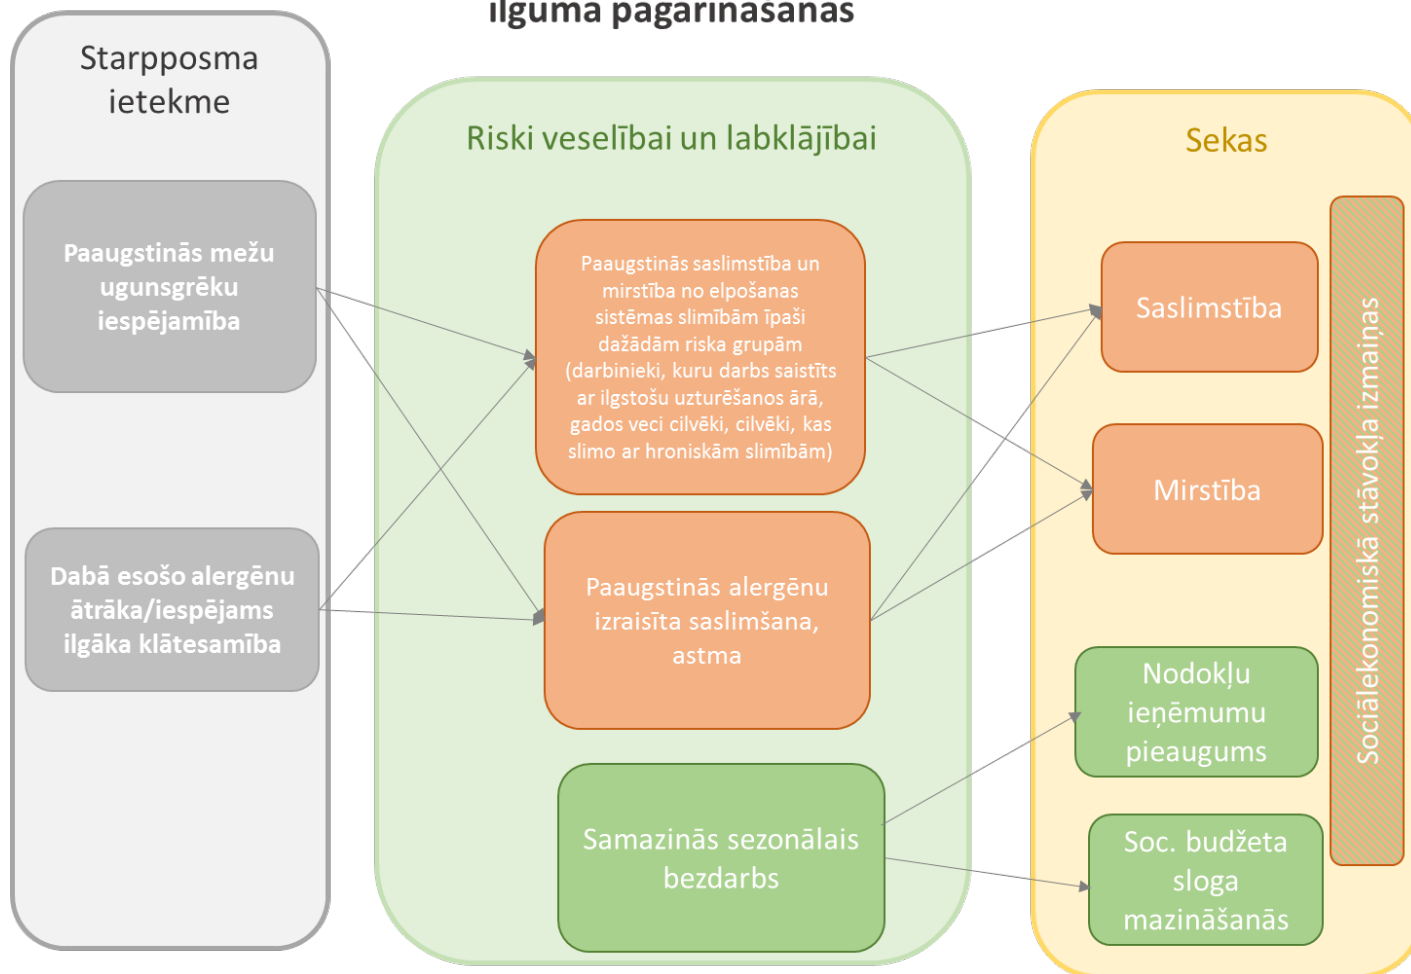 ilguma pagarināšanās
Starpposma
ietekme
Paaugstinās mežu
ugunsgrēku
iespējamība
Dabā esošo alergēnu
ātrāka/iespējams
ilgāka klātesamība
Riski veselībai un labklājībai
Paaugstinās saslimstība un
mirstība no elpošanas
sistēmas slimībām īpaši
dažādām riska grupām
(darbinieki, kuru darbs saistīts
ar ilgstošu uzturēšanos ārā,
gados veci cilvēki, cilvēki, kas
slimo ar hroniskām slimībām)
Paaugstinās alergēnu
izraisīta saslimšana,
astma
Samazinās sezonālais
bezdarbs
Sekas
Saslimstība
Mirstība
Nodokļu
ieņēmumu
pieaugums
Soc. budžeta
sloga
mazināšanās
Sociālekonomiskā stāvokļa izmaiņas